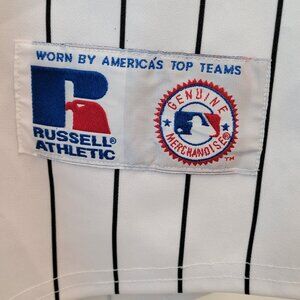 WORN BY AMERICA'S TOP TEAMS
R
RUSSELL®
ATHLETIC
GENUINE
MERCHANDISE®
TM